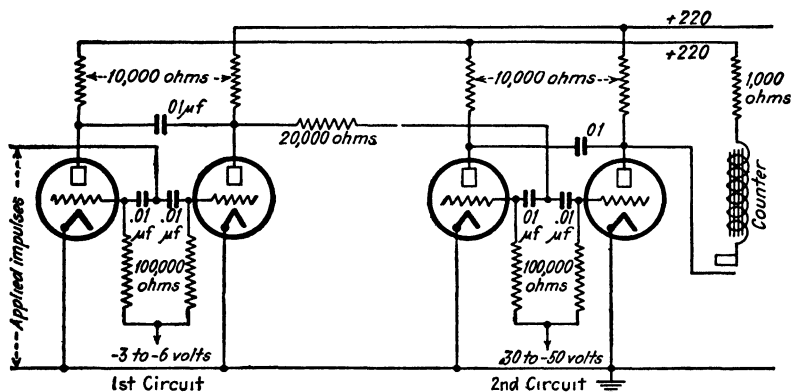 +220
+220
10,000 ohms
10,000 ohms
1,000
ohms
.01 μf
20,000 ohms
.01
Applied impulses
.01
μf
.01
μf
100,000
ohms
.01
μf
.01
μf
100,000
ohms
Counter
-3 to -6 volts
30 to -50 volts
1st Circuit
2nd Circuit